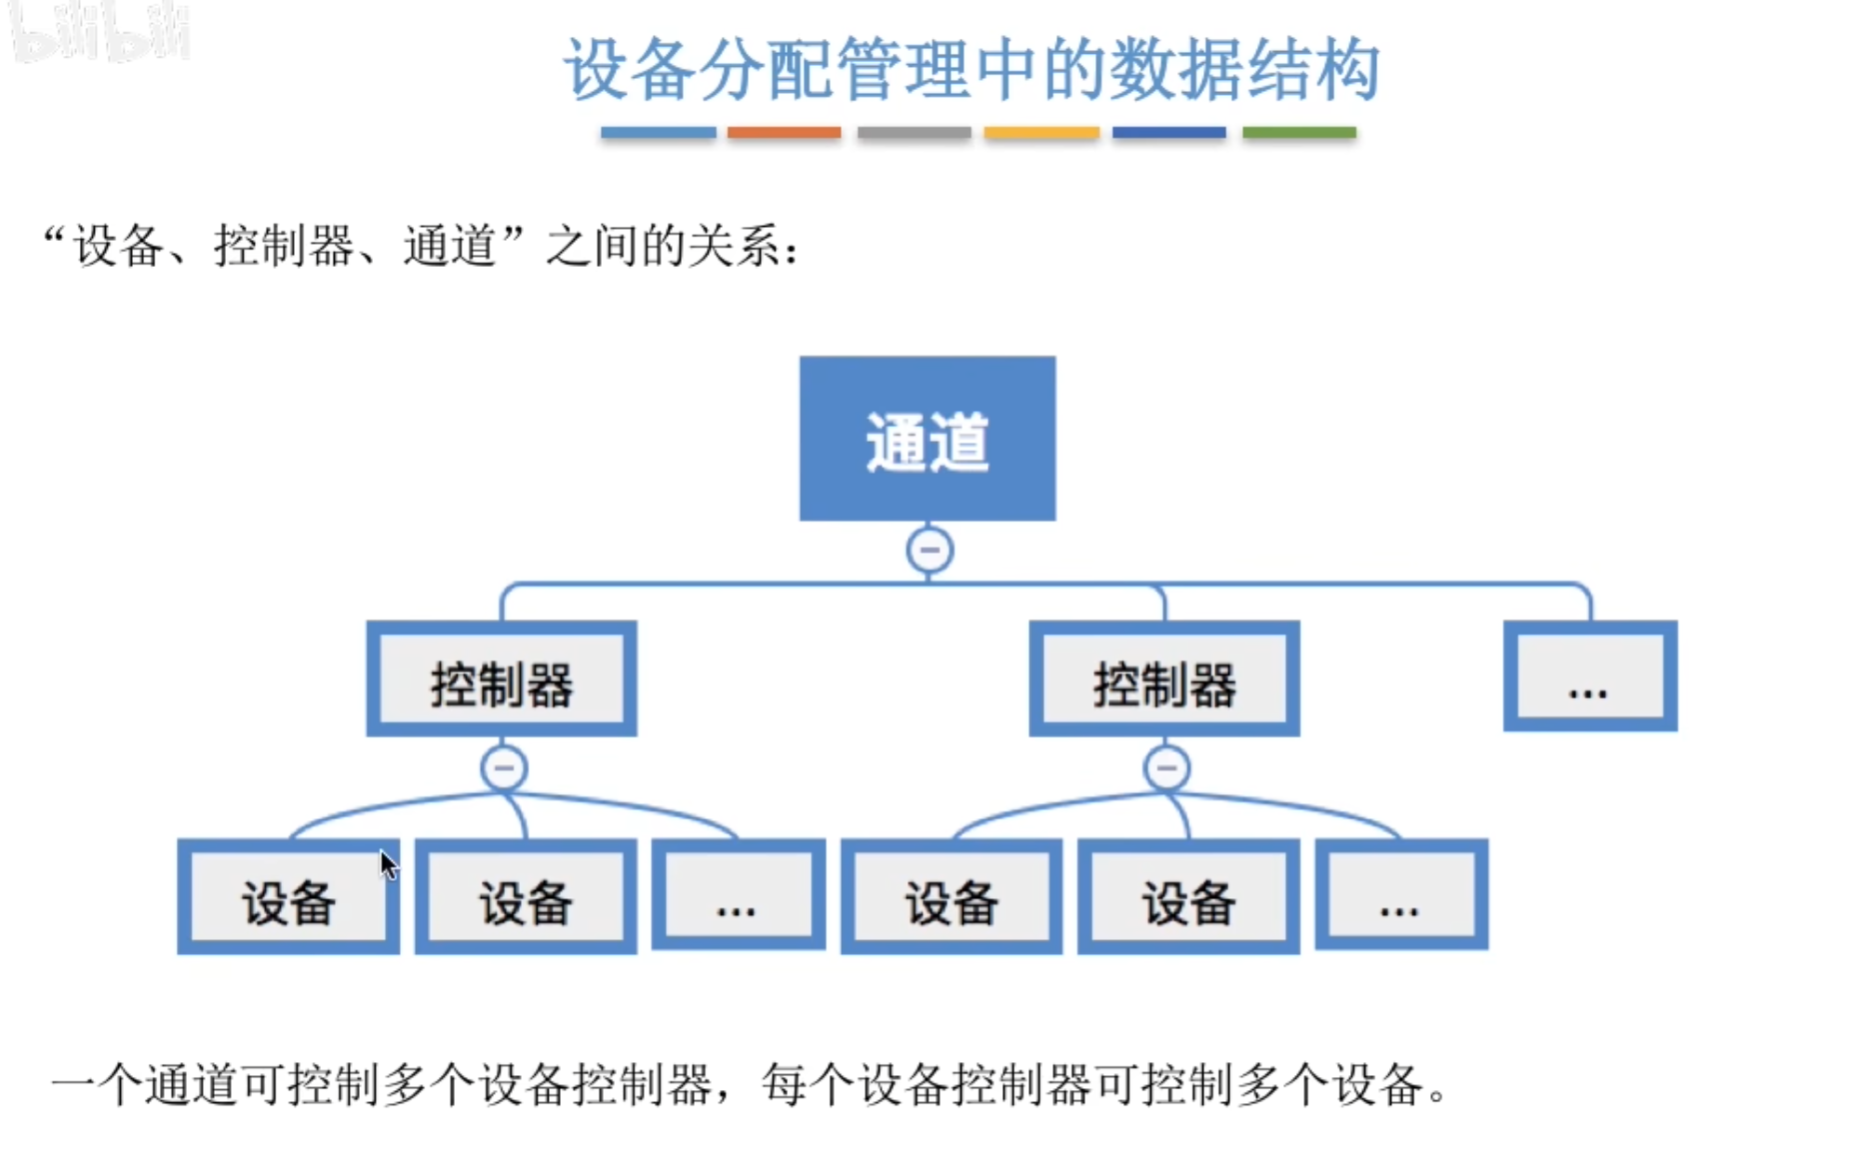 bilibili
设备分配管理中的数据结构
“设备、控制器、通道”之间的关系：
通道
控制器 控制器 ...
设备 设备 ... 设备 设备 ...
一个通道可控制多个设备控制器，每个设备控制器可控制多个设备。